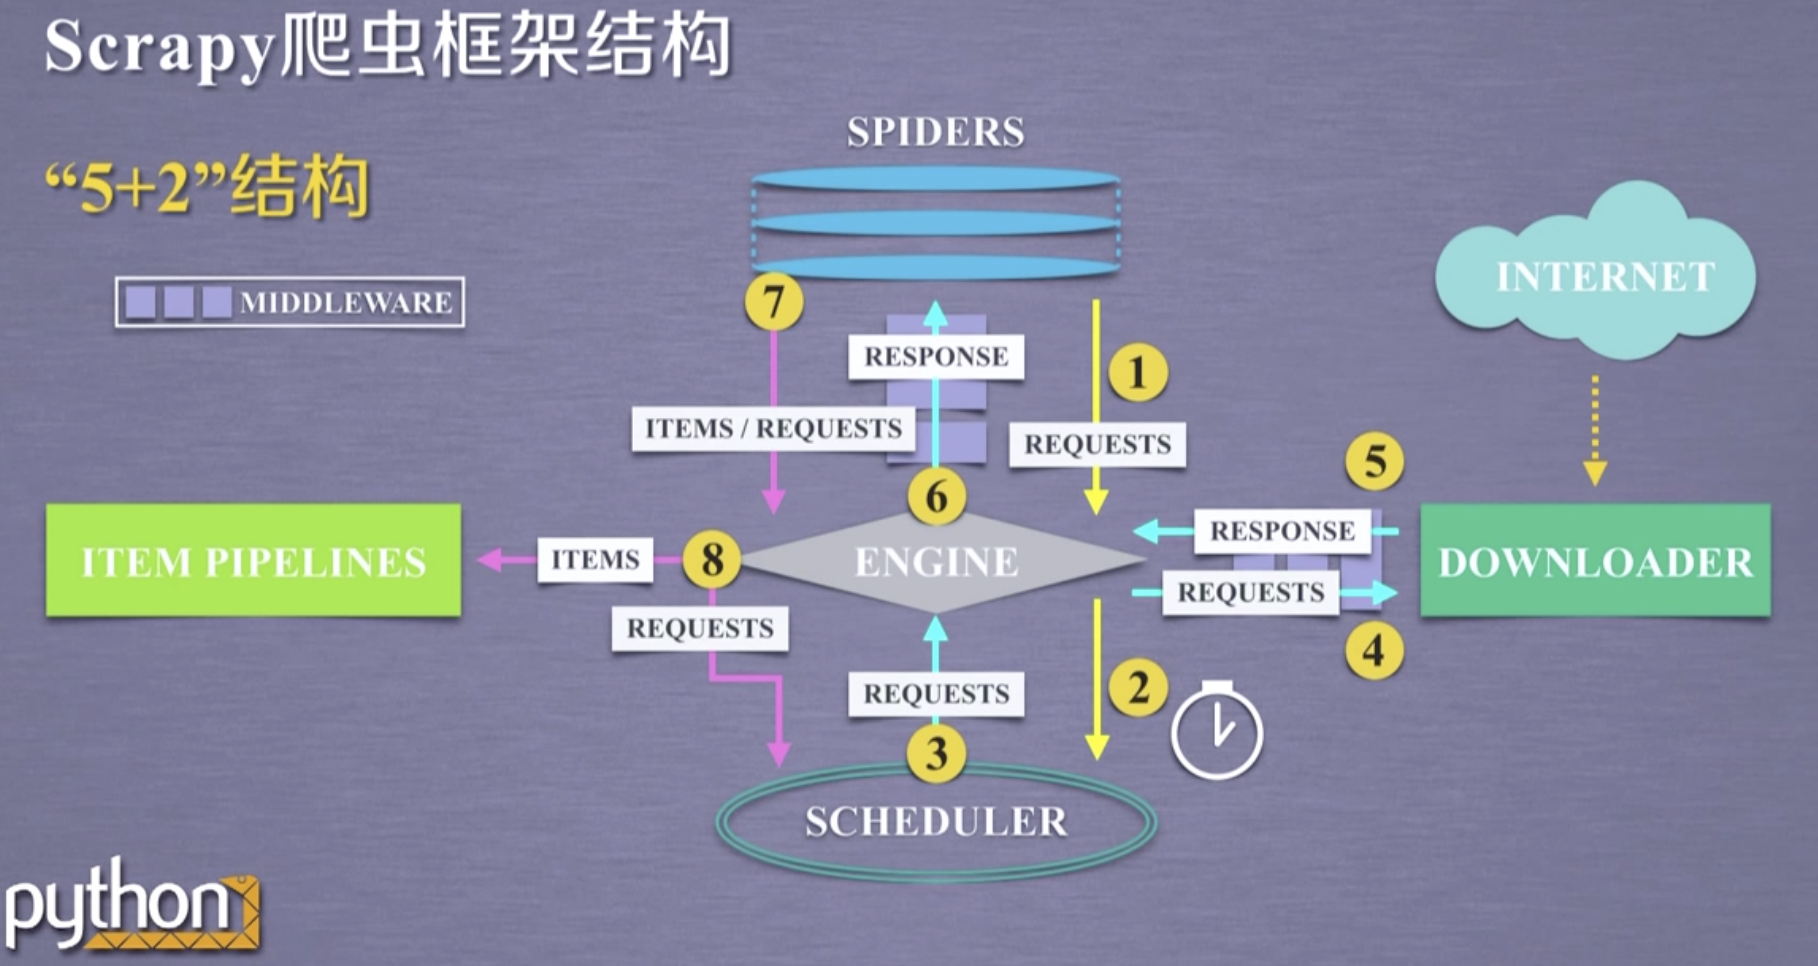 Scrapy爬虫框架结构
“5+2”结构
MIDDLEWARE
SPIDERS
INTERNET
7
RESPONSE
1
ITEMS / REQUESTS
REQUESTS
5
6
RESPONSE
ITEM PIPELINES
ITEMS
8
ENGINE
DOWNLOADER
REQUESTS
REQUESTS
4
REQUESTS
2
3
SCHEDULER
python